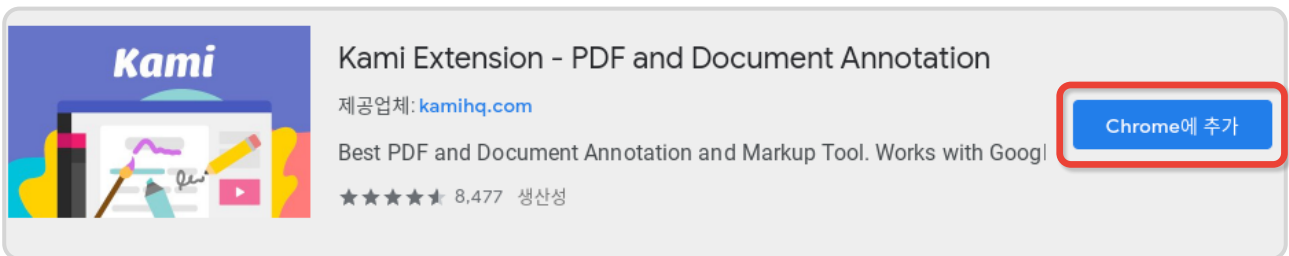 Kami
Kami Extension - PDF and Document Annotation
제공업체: kamihq.com
Chrome에 추가
Best PDF and Document Annotation and Markup Tool. Works with Googl
8,477 생산성